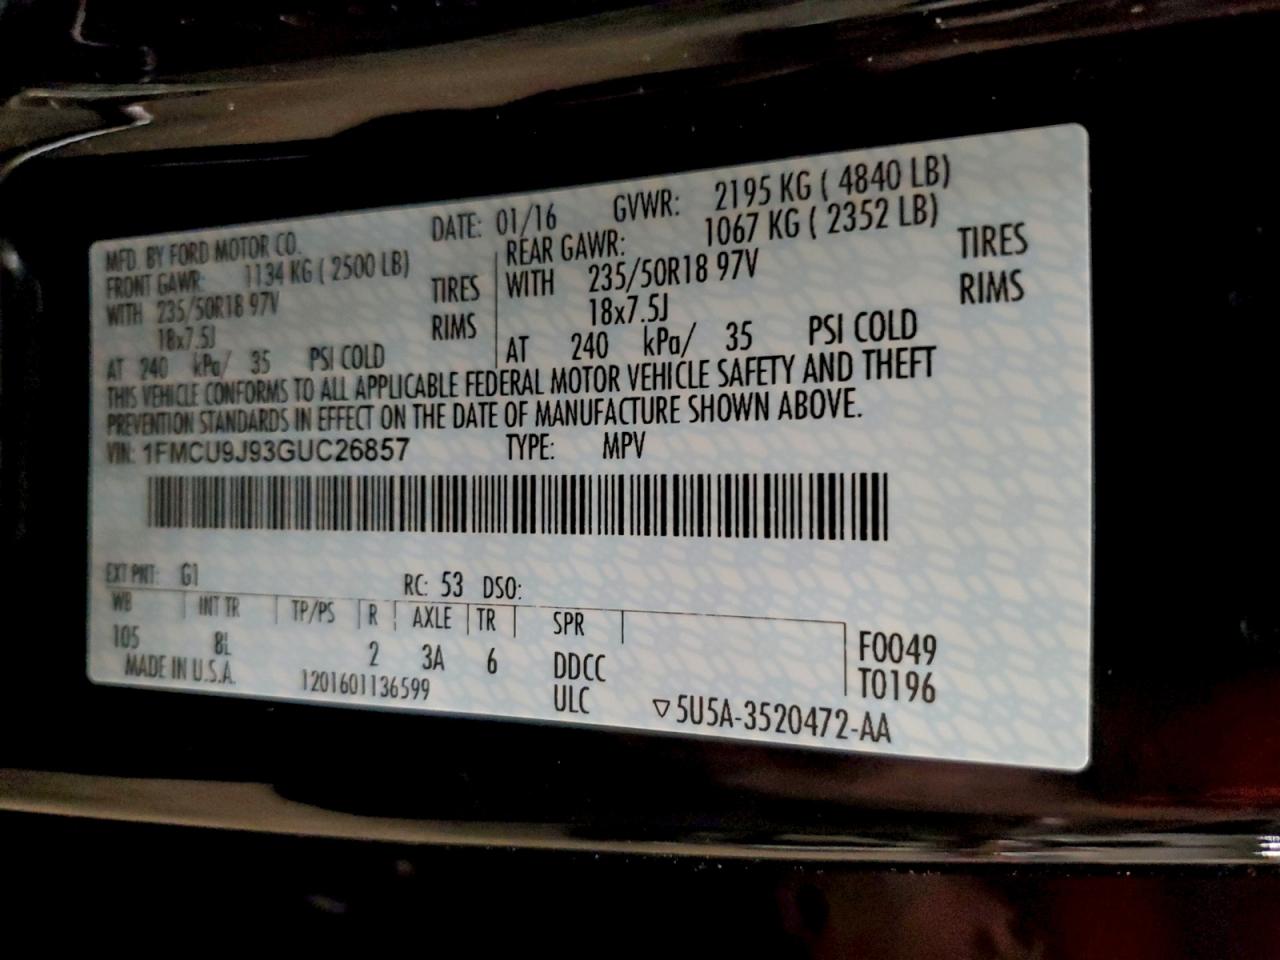 MFD. BY FORD MOTOR CO. DATE: 01/16 GVWR: 2195 KG ( 4840 LB)
FRONT GAWR: 1134 KG ( 2500 LB) REAR GAWR: 1067 KG ( 2352 LB)
WITH 235/50R18 97V TIRES WITH 235/50R18 97V TIRES
18x7.5J RIMS 18x7.5J RIMS
AT 240 kPa/ 35 PSI COLD AT 240 kPa/ 35 PSI COLD
THIS VEHICLE CONFORMS TO ALL APPLICABLE FEDERAL MOTOR VEHICLE SAFETY AND THEFT
PREVENTION STANDARDS IN EFFECT ON THE DATE OF MANUFACTURE SHOWN ABOVE.
VIN: 1FMCU9J93GUC26857 TYPE: MPV
EXT PNT: G1 RC: 53 DSO:
WB INT TR TP/PS R AXLE TR SPR
105 8L 2 3A 6 DDCC F0049
MADE IN U.S.A. 1201601136599 ULC T0196
▽5U5A-3520472-AA